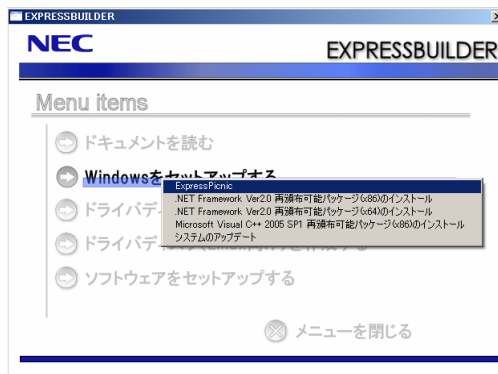 EXPRESSBUILDER
NEC
EXPRESSBUILDER
Menu items
ドキュメントを読む
Windowsをセットアップする
ExpressPicnic
.NET Framework Ver2.0 再頒布可能パッケージ(x86)のインストール
.NET Framework Ver2.0 再頒布可能パッケージ(x64)のインストール
Microsoft Visual C++ 2005 SP1 再頒布可能パッケージ(x86)のインストール
システムのアップデート
ドライバデ
ドライバデ
を作成する
ソフトウェアをセットアップする
メニューを閉じる